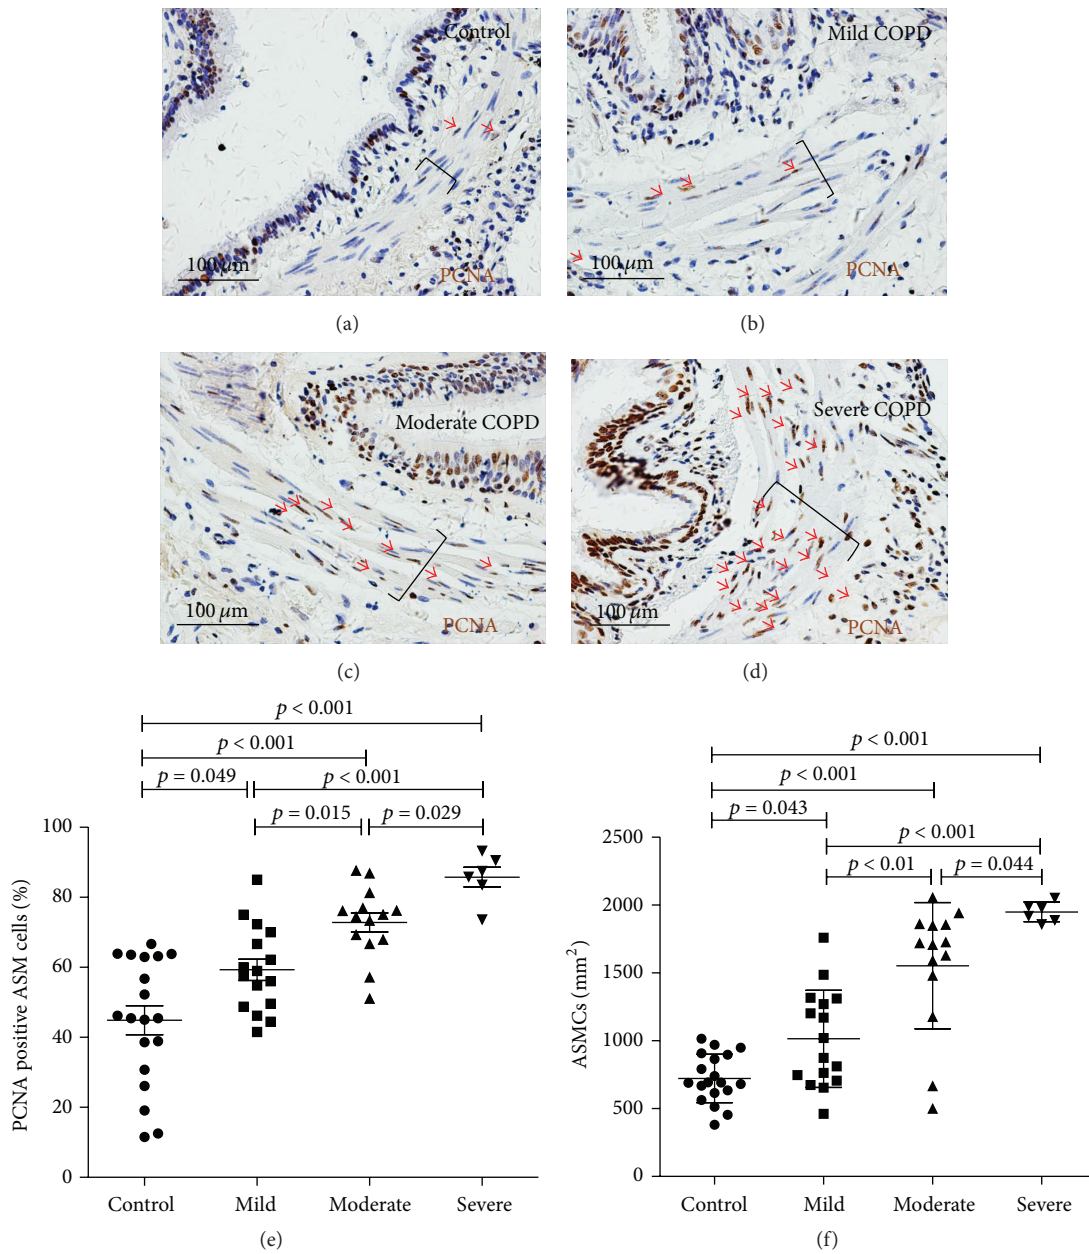 Control
100 μm
PCNA
(a)
Mild COPD
100 μm
PCNA
(b)
Moderate COPD
100 μm
PCNA
(c)
Severe COPD
100 μm
PCNA
(d)
p < 0.001
p < 0.001
p = 0.049
p < 0.001
p = 0.015
p = 0.029
PCNA positive ASM cells (%)
100
80
60
40
20
0
Control Mild Moderate Severe
(e)
p < 0.001
p < 0.001
p = 0.043
p < 0.001
p < 0.01
p = 0.044
ASMCs (mm²)
2500
2000
1500
1000
500
0
Control Mild Moderate Severe
(f)